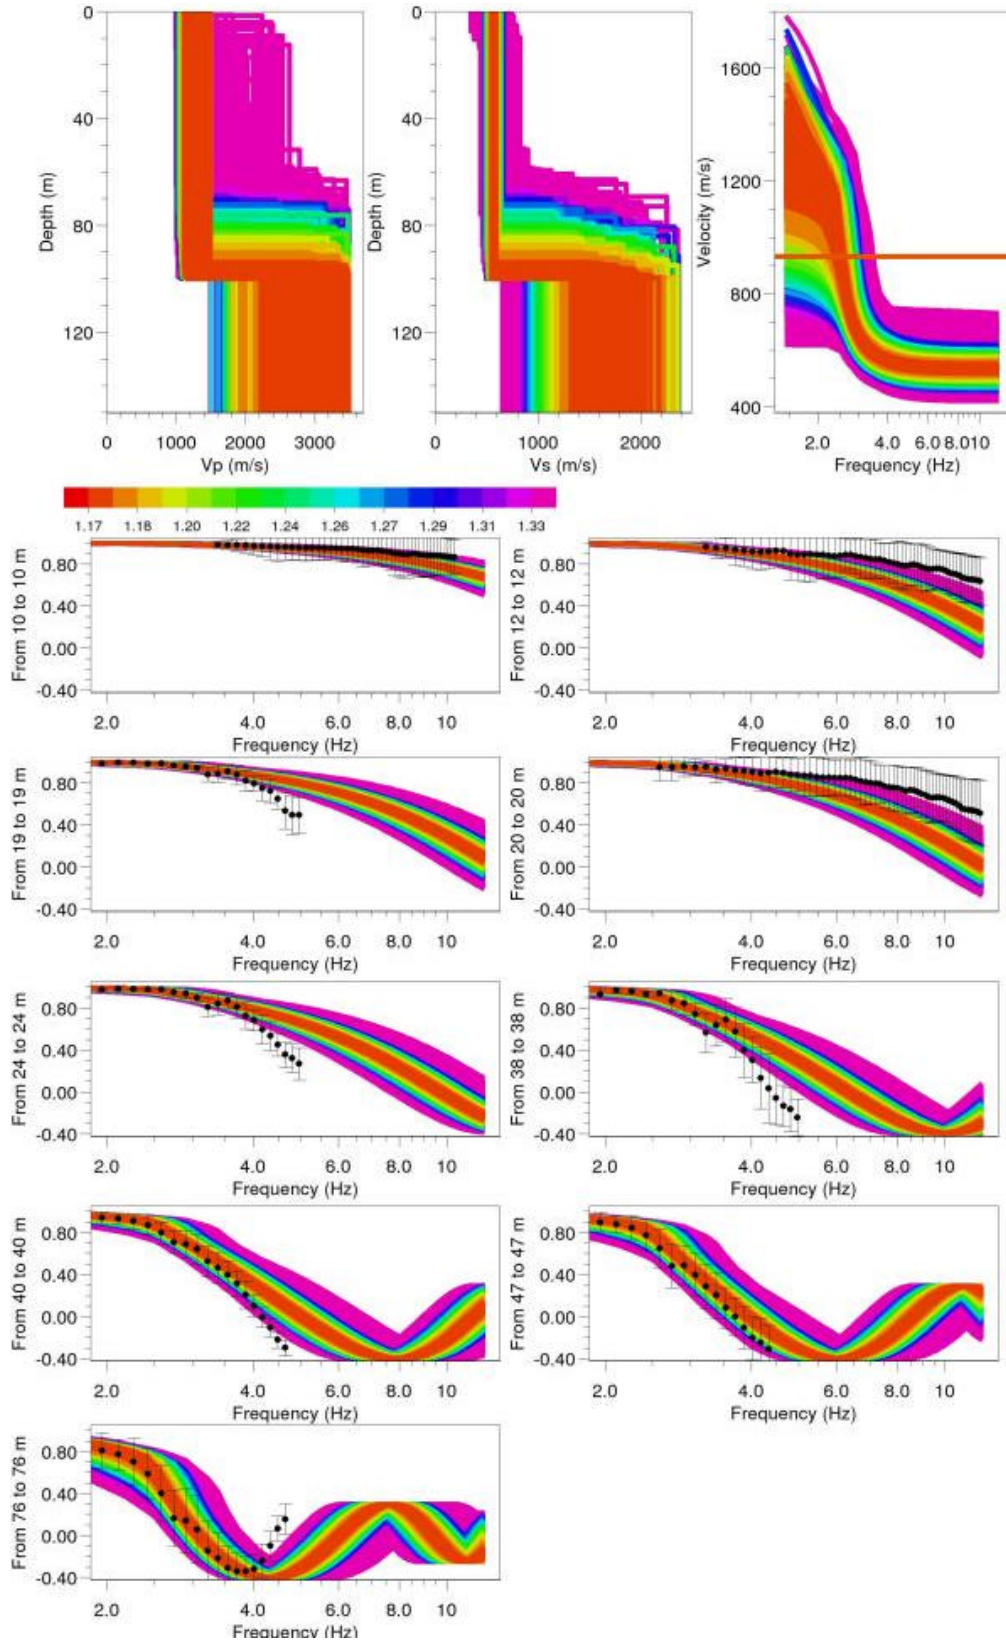 0
40
80
120
Depth (m)
0 1000 2000 3000
Vp (m/s)
0
40
80
120
Depth (m)
0 1000 2000
Vs (m/s)
1600
1200
800
400
Velocity (m/s)
2.0 4.0 6.0 8.0 10
Frequency (Hz)
1.17 1.18 1.20 1.22 1.24 1.26 1.27 1.29 1.31 1.33
0.80
0.40
0.00
-0.40
From 10 to 10 m
2.0 4.0 6.0 8.0 10
Frequency (Hz)
0.80
0.40
0.00
-0.40
From 12 to 12 m
2.0 4.0 6.0 8.0 10
Frequency (Hz)
0.80
0.40
0.00
-0.40
From 19 to 19 m
2.0 4.0 6.0 8.0 10
Frequency (Hz)
0.80
0.40
0.00
-0.40
From 20 to 20 m
2.0 4.0 6.0 8.0 10
Frequency (Hz)
0.80
0.40
0.00
-0.40
From 24 to 24 m
2.0 4.0 6.0 8.0 10
Frequency (Hz)
0.80
0.40
0.00
-0.40
From 38 to 38 m
2.0 4.0 6.0 8.0 10
Frequency (Hz)
0.80
0.40
0.00
-0.40
From 40 to 40 m
2.0 4.0 6.0 8.0 10
Frequency (Hz)
0.80
0.40
0.00
-0.40
From 47 to 47 m
2.0 4.0 6.0 8.0 10
Frequency (Hz)
0.80
0.40
0.00
-0.40
From 76 to 76 m
2.0 4.0 6.0 8.0 10
Frequency (Hz)